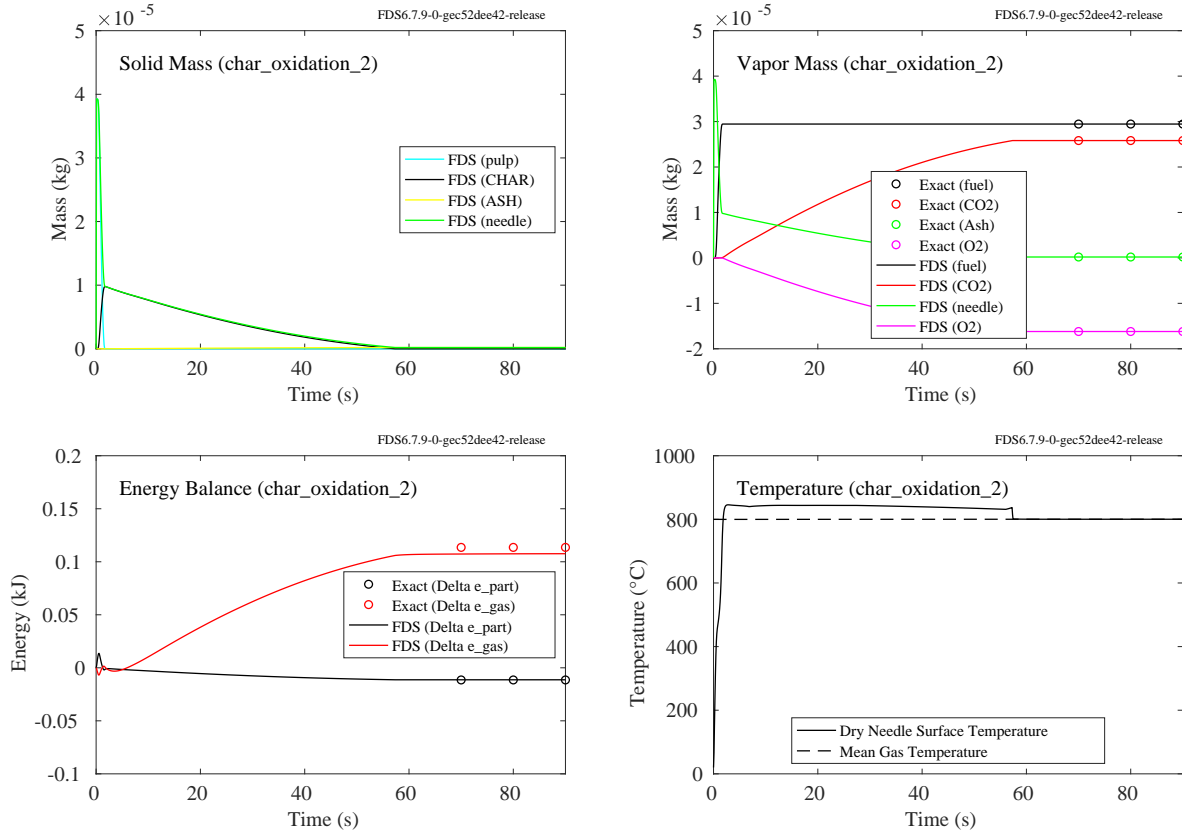 FDS6.7.9-0-gec52dee42-release
× 10 -5
Solid Mass (char_oxidation_2)
5
4
3
2
1
0
Mass (kg)
FDS (pulp)
FDS (CHAR)
FDS (ASH)
FDS (needle)
0 20 40 60 80
Time (s)
FDS6.7.9-0-gec52dee42-release
× 10 -5
Vapor Mass (char_oxidation_2)
5
4
3
2
1
0
-1
-2
Mass (kg)
Exact (fuel)
Exact (CO2)
Exact (Ash)
Exact (O2)
FDS (fuel)
FDS (CO2)
FDS (needle)
FDS (O2)
0 20 40 60 80
Time (s)
FDS6.7.9-0-gec52dee42-release
Energy Balance (char_oxidation_2)
0.2
0.15
0.1
0.05
0
-0.05
-0.1
Energy (kJ)
Exact (Delta e_part)
Exact (Delta e_gas)
FDS (Delta e_part)
FDS (Delta e_gas)
0 20 40 60 80
Time (s)
FDS6.7.9-0-gec52dee42-release
Temperature (char_oxidation_2)
1000
800
600
400
200
0
Temperature (°C)
Dry Needle Surface Temperature
Mean Gas Temperature
0 20 40 60 80
Time (s)